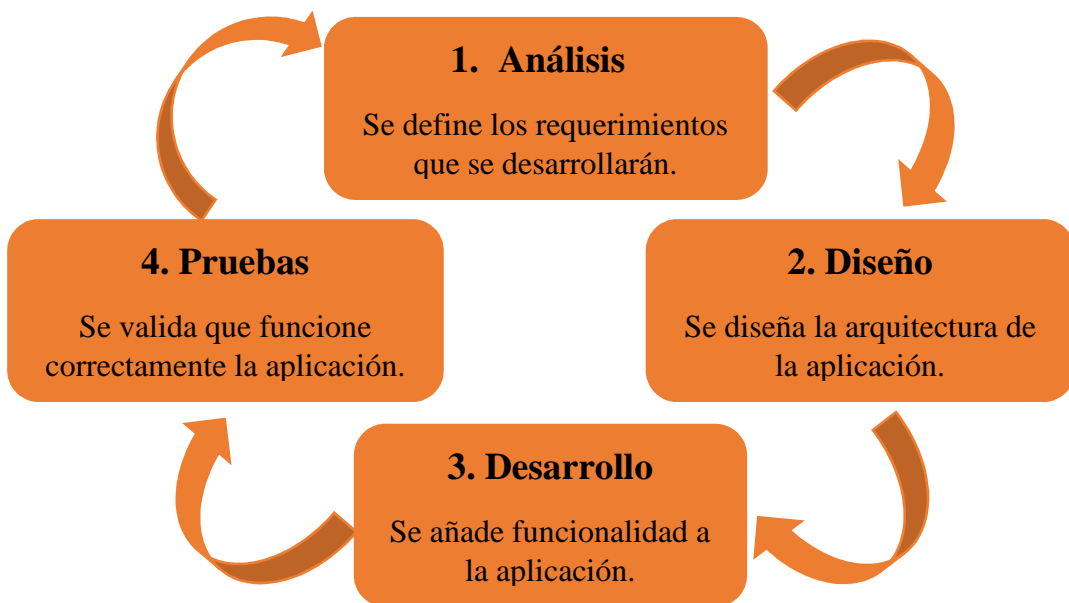 1. Análisis
Se define los requerimientos
que se desarrollarán.
2. Diseño
Se diseña la arquitectura de
la aplicación.
3. Desarrollo
Se añade funcionalidad a
la aplicación.
4. Pruebas
Se valida que funcione
correctamente la aplicación.